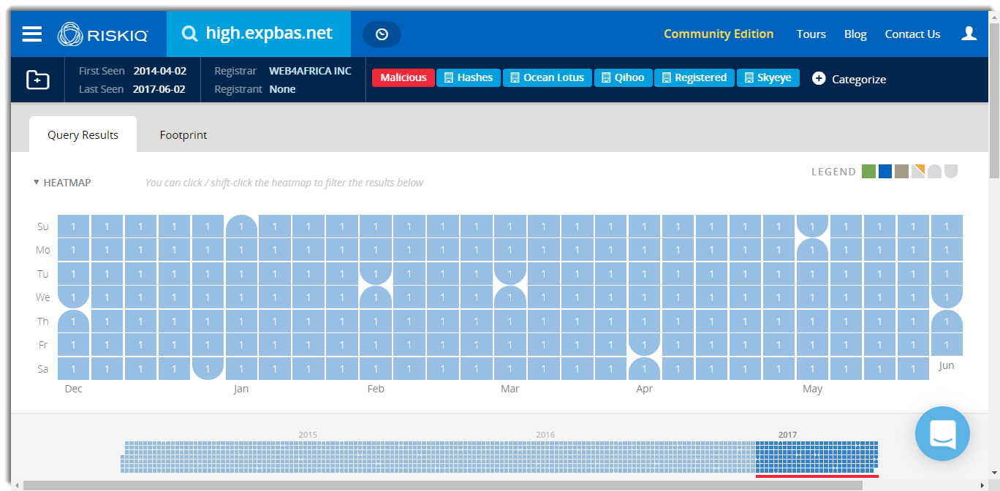 RISKIQ high.expbas.net Community Edition Tours Blog Contact Us
First Seen 2014-04-02 Registrar WEB4AFRICA INC Malicious Hashes Ocean Lotus Qihoo Registered Skyeye Categorize
Last Seen 2017-06-02 Registrant None
Query Results Footprint
HEATMAP You can click / shift-click the heatmap to filter the results below LEGEND
Su 1 1 1 1 1 1 1 1 1 1 1 1 1 1 1 1 1 1 1 1 1 1 1 1 1 1 1
Mo 1 1 1 1 1 1 1 1 1 1 1 1 1 1 1 1 1 1 1 1 1 1 1 1 1 1 1
Tu 1 1 1 1 1 1 1 1 1 1 1 1 1 1 1 1 1 1 1 1 1 1 1 1 1 1 1
We 1 1 1 1 1 1 1 1 1 1 1 1 1 1 1 1 1 1 1 1 1 1 1 1 1 1 1
Th 1 1 1 1 1 1 1 1 1 1 1 1 1 1 1 1 1 1 1 1 1 1 1 1 1 1 1
Fr 1 1 1 1 1 1 1 1 1 1 1 1 1 1 1 1 1 1 1 1 1 1 1 1 1 1 1
Sa 1 1 1 1 1 1 1 1 1 1 1 1 1 1 1 1 1 1 1 1 1 1 1 1 1 1 Jun
Dec Jan Feb Mar Apr May
2015 2016 2017